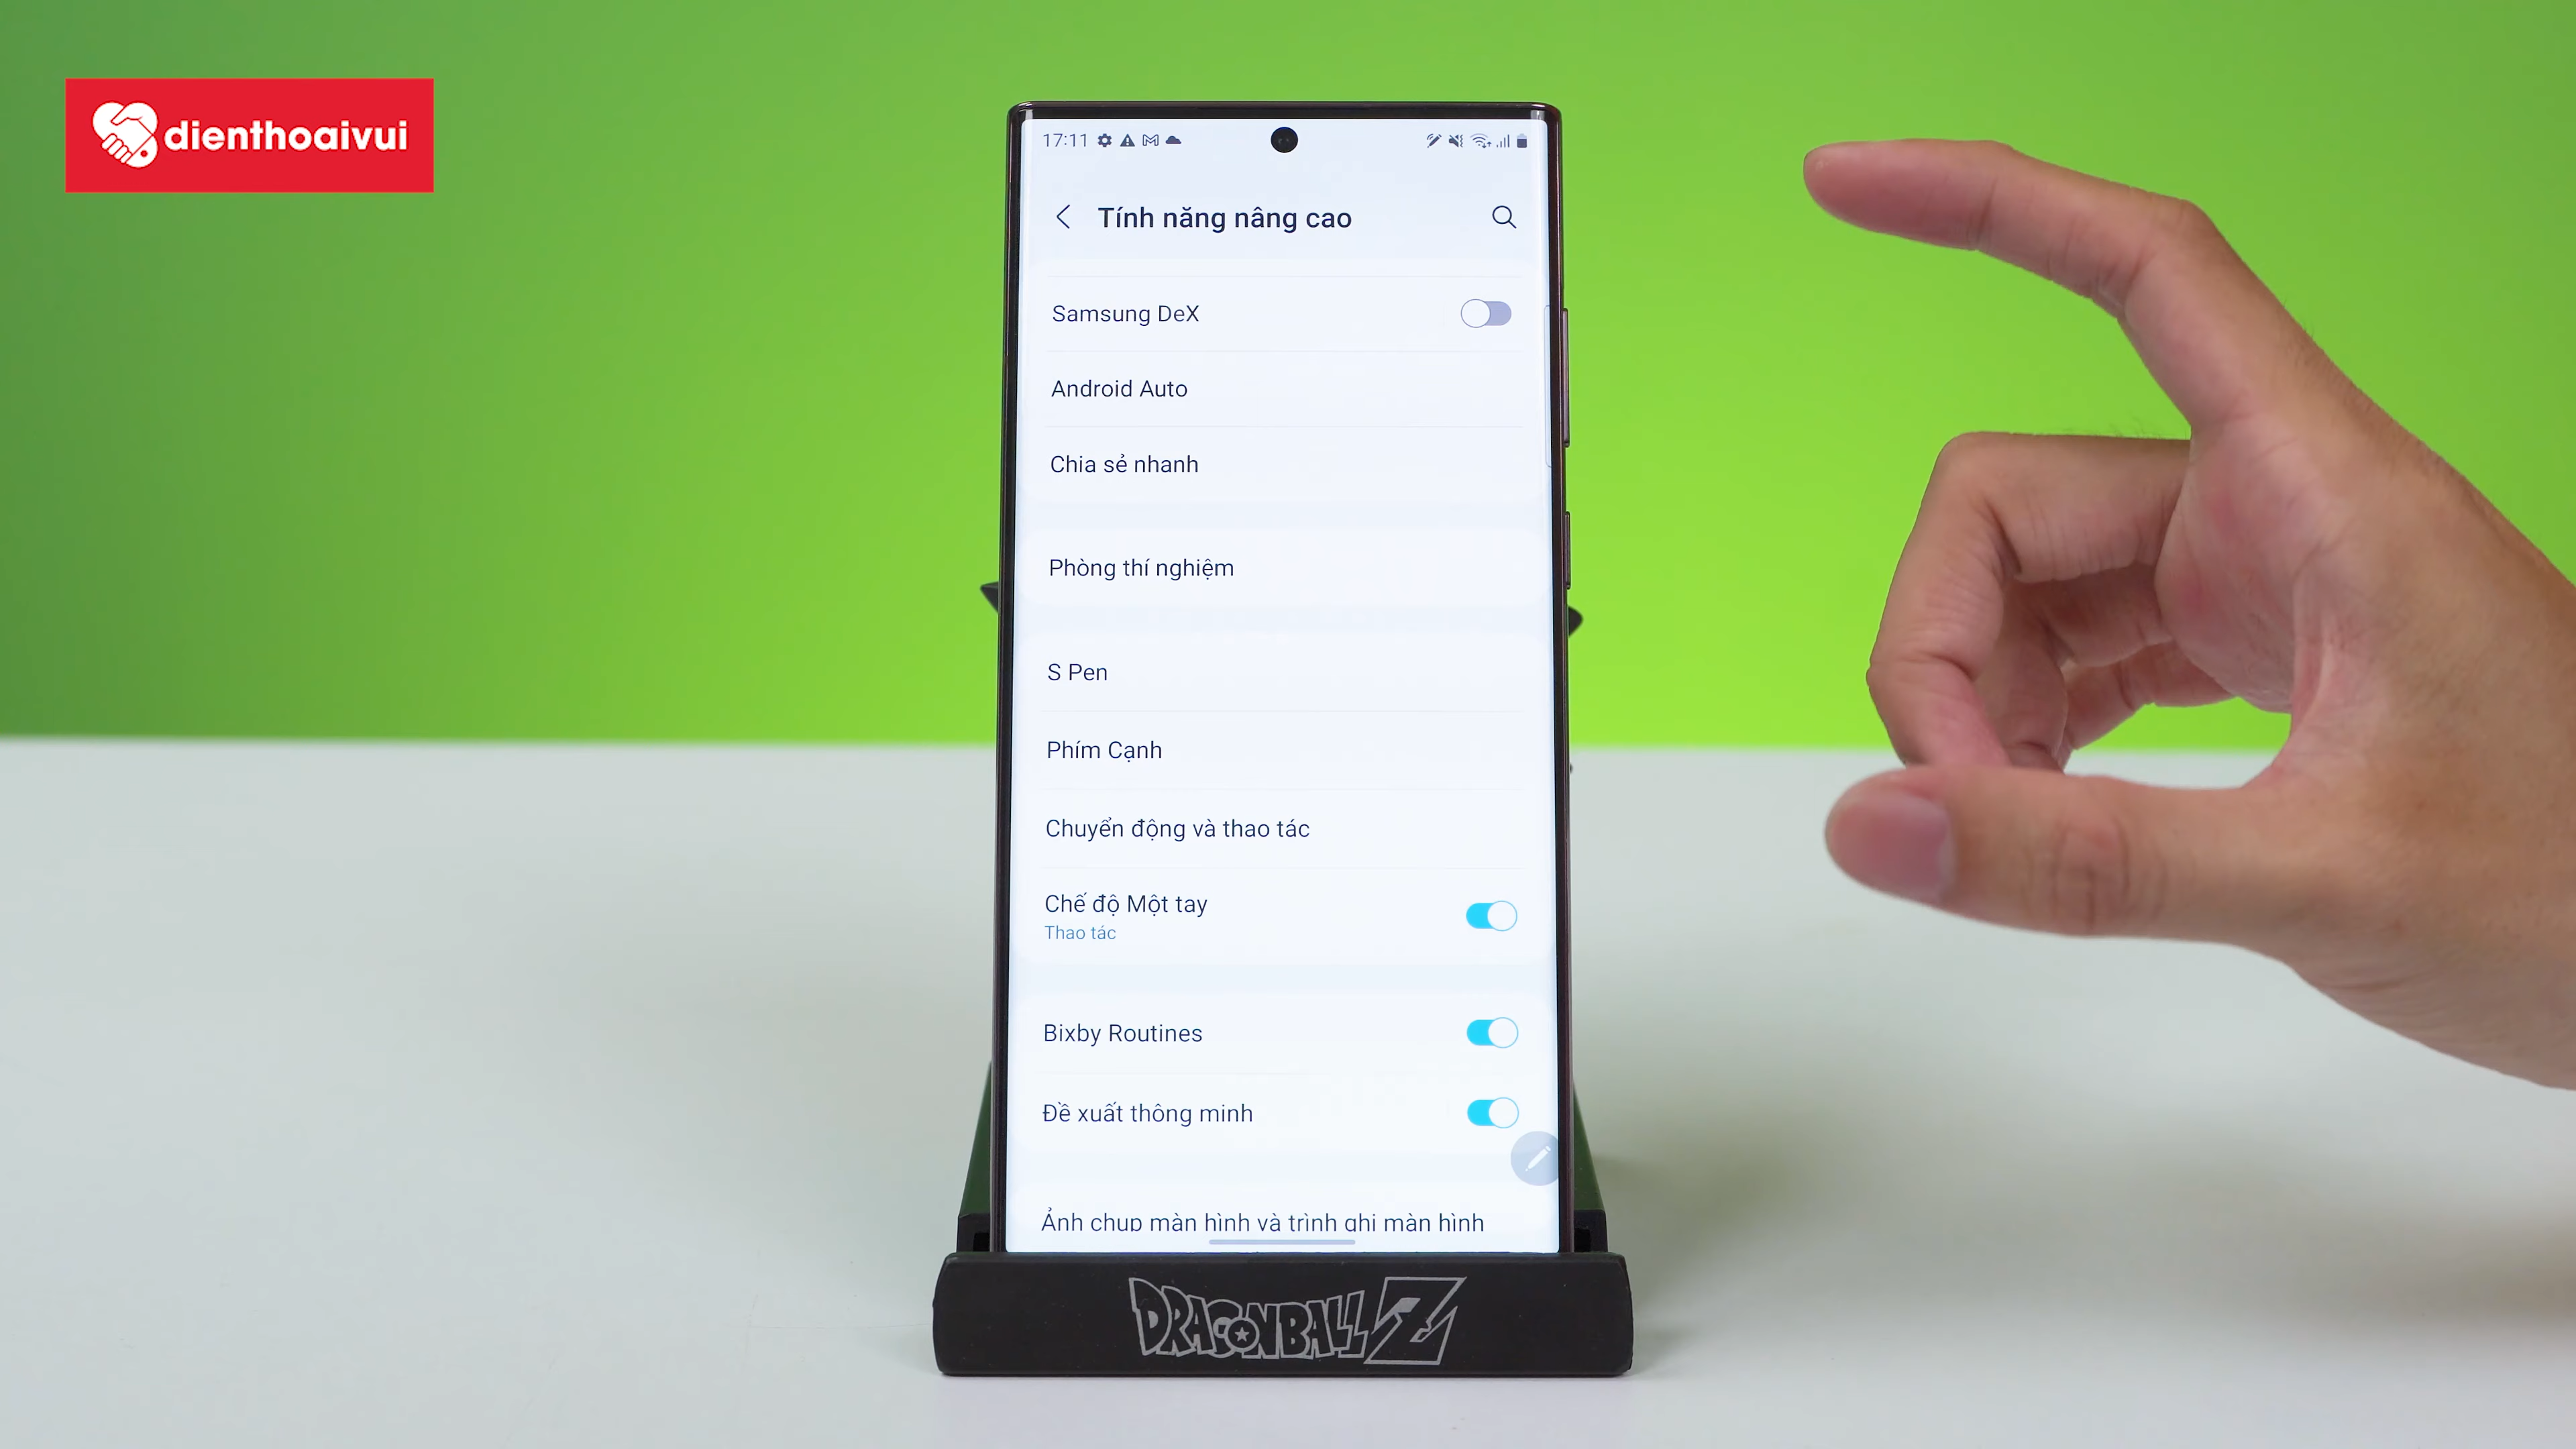 dienthoaivui
17:11
Tính năng nâng cao
Samsung DeX
Android Auto
Chia sẻ nhanh
Phòng thí nghiệm
S Pen
Phím Cạnh
Chuyển động và thao tác
Chế độ Một tay
Thao tác
Bixby Routines
Đề xuất thông minh
Ảnh chụp màn hình và trình ghi màn hình
DRAGONBALL Z